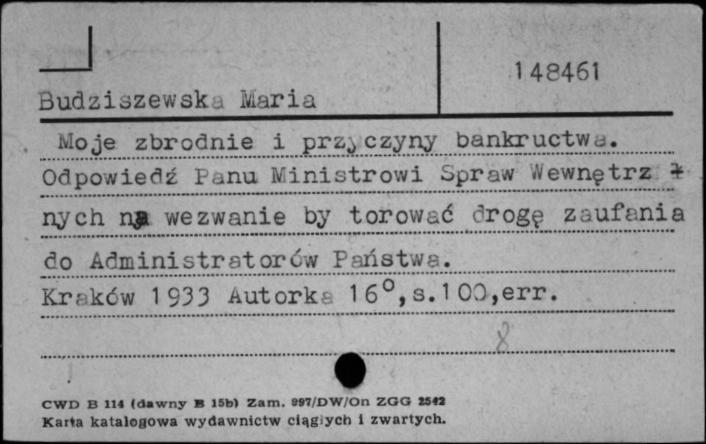 148461
Budziszewska Maria
Moje zbrodnie i przyczyny bankructwa.
Odpowiedź Panu Ministrowi Spraw Wewnętrz
nych na wezwanie by torować drogę zaufania
do Administratorów Państwa.
Kraków 1933 Autorka 16°,s.100,err.
8
CWD B 114 (dawny B 15b) Zam. 997/DW/On ZGG 2542
Karta katalogowa wydawnictw ciągłych i zwartych.